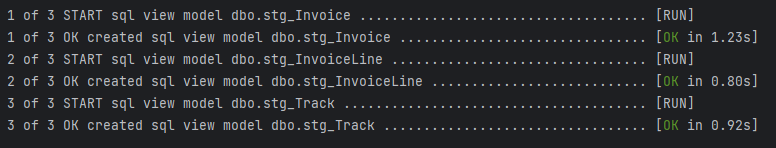 1 of 3 START sql view model dbo.stg_Invoice .................................... [RUN]
1 of 3 OK created sql view model dbo.stg_Invoice ............................... [OK in 1.23s]
2 of 3 START sql view model dbo.stg_InvoiceLine ................................ [RUN]
2 of 3 OK created sql view model dbo.stg_InvoiceLine ........................... [OK in 0.80s]
3 of 3 START sql view model dbo.stg_Track ...................................... [RUN]
3 of 3 OK created sql view model dbo.stg_Track ................................. [OK in 0.92s]